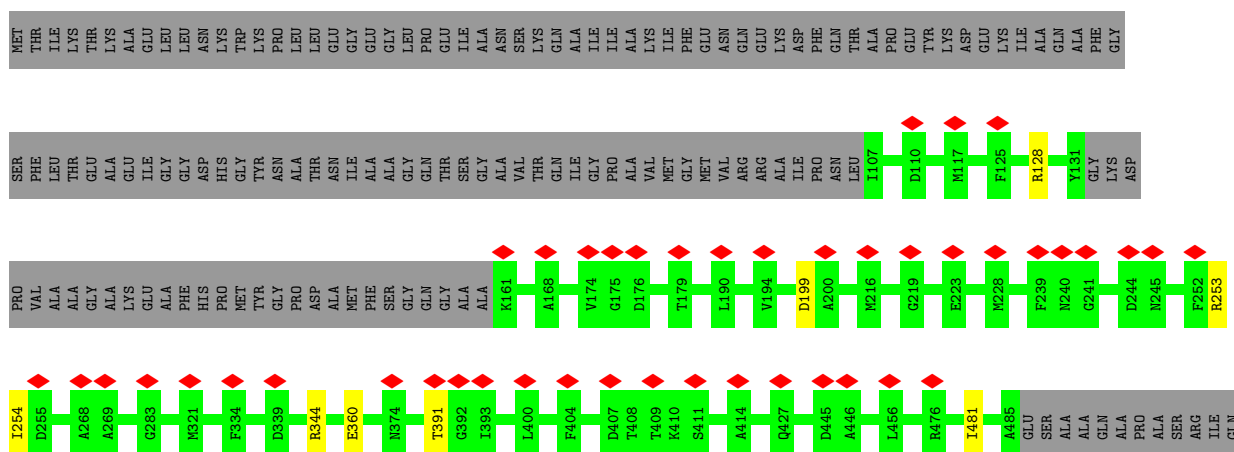 MET THR ILE LYS THR LYS ALA GLU LEU LEU ASN LYS TRP LYS PRO LEU LEU GLU GLY GLU GLY LEU PRO GLU ILE ALA ASN SER LYS GLN ALA ILE ILE ALA LYS ILE PHE GLU ASN GLN GLU LYS ASP PHE GLN THR ALA PRO GLU TYR LYS ASP GLU LYS ILE ALA GLN ALA PHE GLY
SER PHE LEU THR GLU ALA GLU ILE GLY GLY ASP HIS GLY TYR ASN ALA THR ASN ILE ALA ALA GLY GLN THR SER GLY ALA VAL THR GLN ILE GLY PRO ALA VAL MET GLY MET VAL ARG ARG ALA ILE PRO ASN LEU I107 D110 M117 F125 R128 Y131 GLY LYS ASP
PRO VAL ALA ALA GLY ALA LYS GLU ALA PHE HIS PRO MET TYR GLY PRO ASP ALA MET PHE SER GLY GLN GLY ALA ALA K161 A168 V174 G175 D176 T179 L190 V194 D199 A200 M216 G219 E223 M228 F239 N240 G241 D244 N245 F252 R253
I254 D255 A268 A269 G283 M321 F334 D339 R344 E360 N374 T391 G392 I393 L400 F404 D407 T408 T409 K410 S411 A414 Q427 D445 A446 L456 R476 I481 A485 GLU SER ALA ALA GLN ALA PRO ALA SER ARG ILE GLN